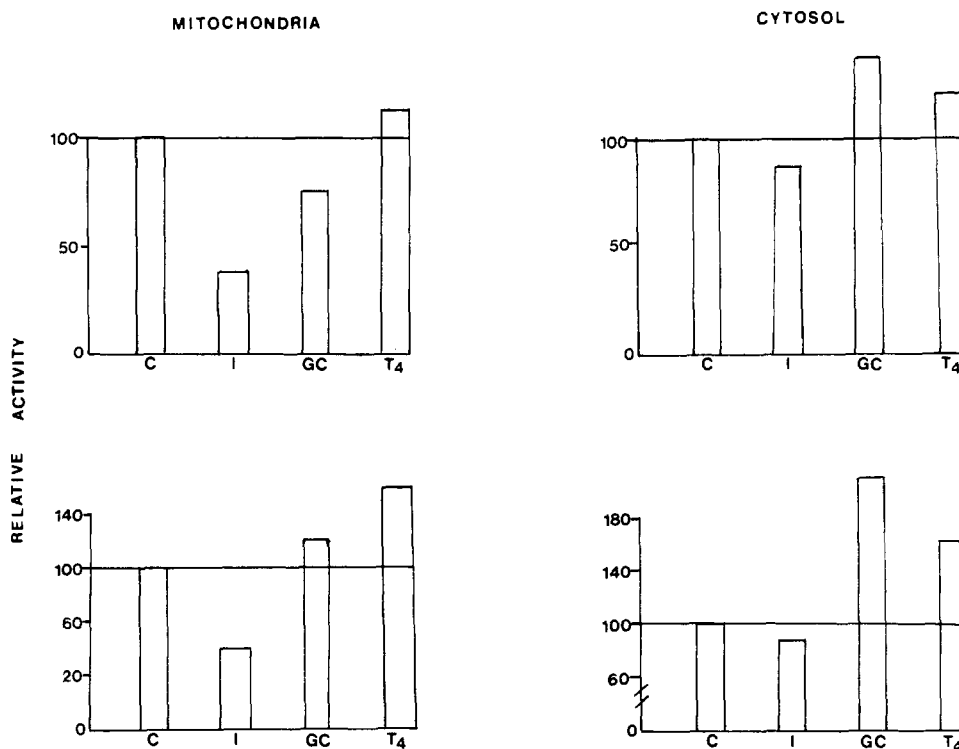 MITOCHONDRIA
CYTOSOL
RELATIVE ACTIVITY
100
50
0
C I GC T4
100
50
0
C I GC T4
140
100
60
20
0
C I GC T4
180
140
100
60
0
C I GC T4